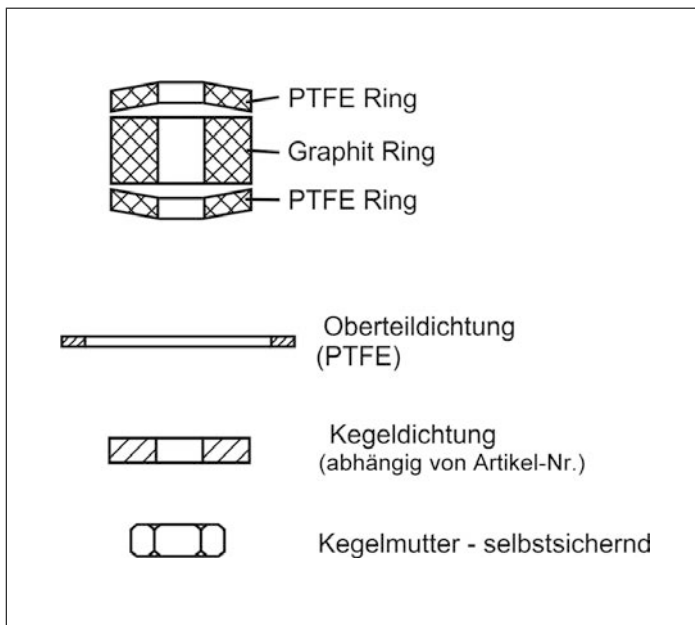 PTFE Ring
Graphit Ring
PTFE Ring
Oberteildichtung
(PTFE)
Kegeldichtung
(abhängig von Artikel-Nr.)
Kegelmutter - selbstsichernd